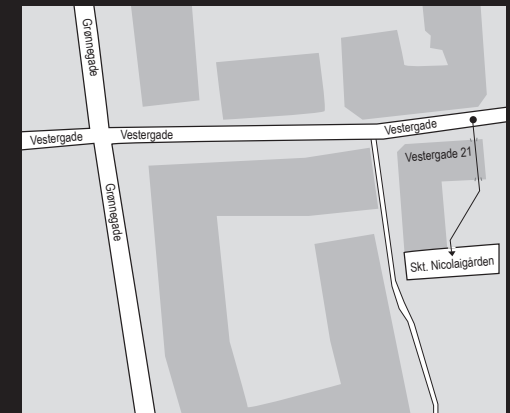 Grønnegade
Vestergade
Vestergade
Vestergade
Vestergade 21
Grønnegade
Skt. Nicolaigården